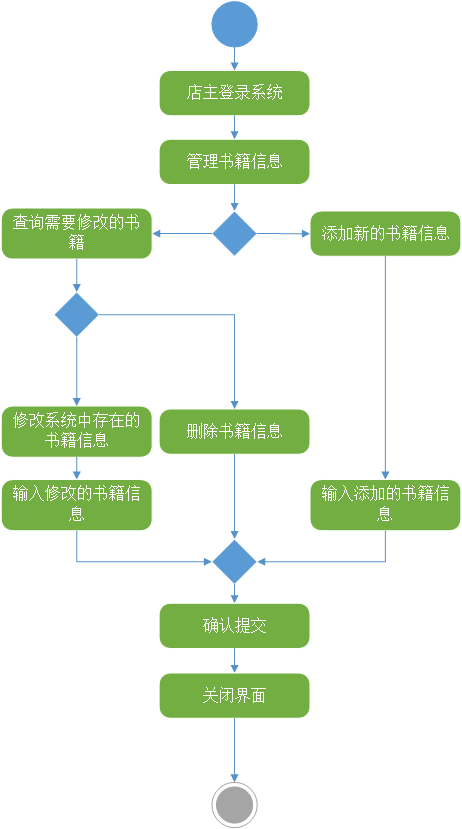 店主登录系统
管理书籍信息
查询需要修改的书
籍
添加新的书籍信息
修改系统中存在的
书籍信息
删除书籍信息
输入修改的书籍信
息
输入添加的书籍信
息
确认提交
关闭界面